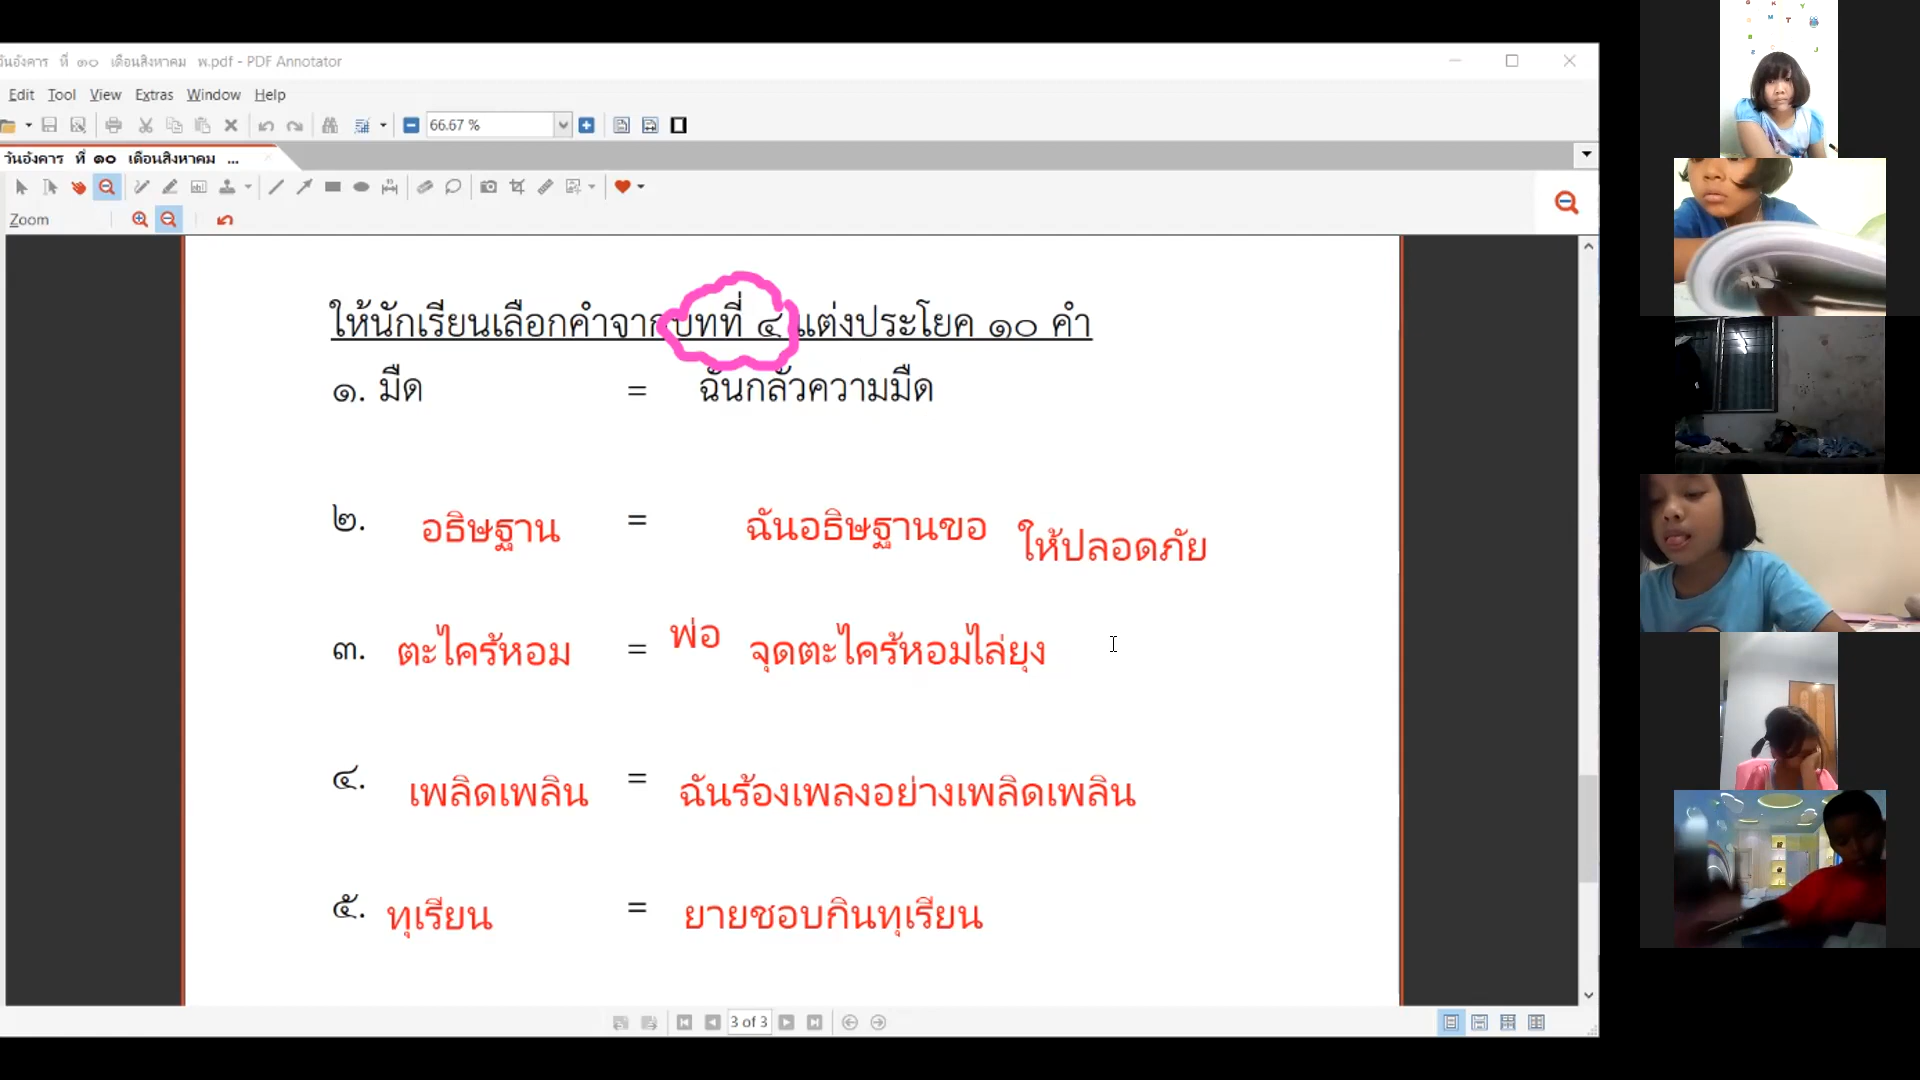 วันอังคาร ที่ ๑๐ เดือนสิงหาคม พ.pdf - PDF Annotator
Edit Tool View Extras Window Help
66.67 %
วันอังคาร ที่ ๑๐ เดือนสิงหาคม ...
Zoom
ให้นักเรียนเลือกคำจากบทที่ ๔ แต่งประโยค ๑๐ คำ
๑. มืด = ฉันกลัวความมืด
๒. อธิษฐาน = ฉันอธิษฐานขอ ให้ปลอดภัย
๓. ตะไคร้หอม = พ่อ จุดตะไคร้หอมไล่ยุง
๔. เพลิดเพลิน = ฉันร้องเพลงอย่างเพลิดเพลิน
๕. ทุเรียน = ยายชอบกินทุเรียน
3 of 3